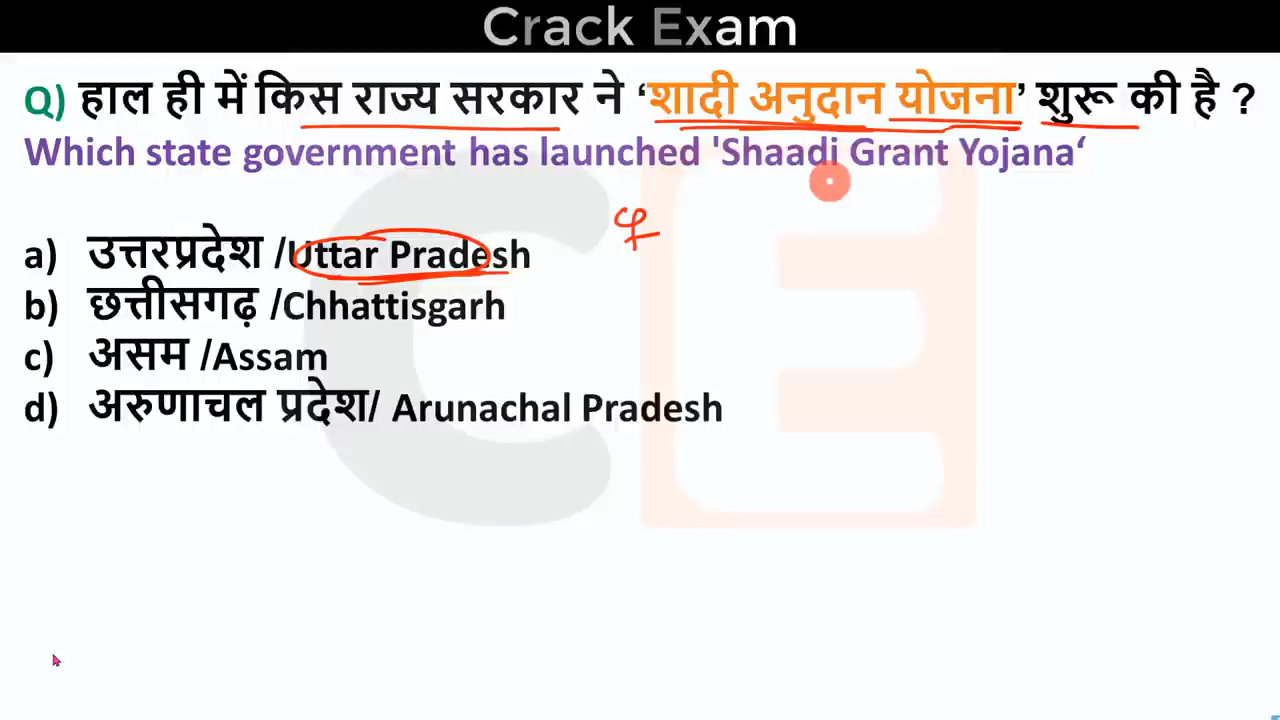 Crack Exam
Q) हाल ही में किस राज्य सरकार ने ‘शादी अनुदान योजना’ शुरू की है ?
Which state government has launched 'Shaadi Grant Yojana‘
a) उत्तरप्रदेश /Uttar Pradesh
b) छत्तीसगढ़ /Chhattisgarh
c) असम /Assam
d) अरुणाचल प्रदेश/ Arunachal Pradesh
CE